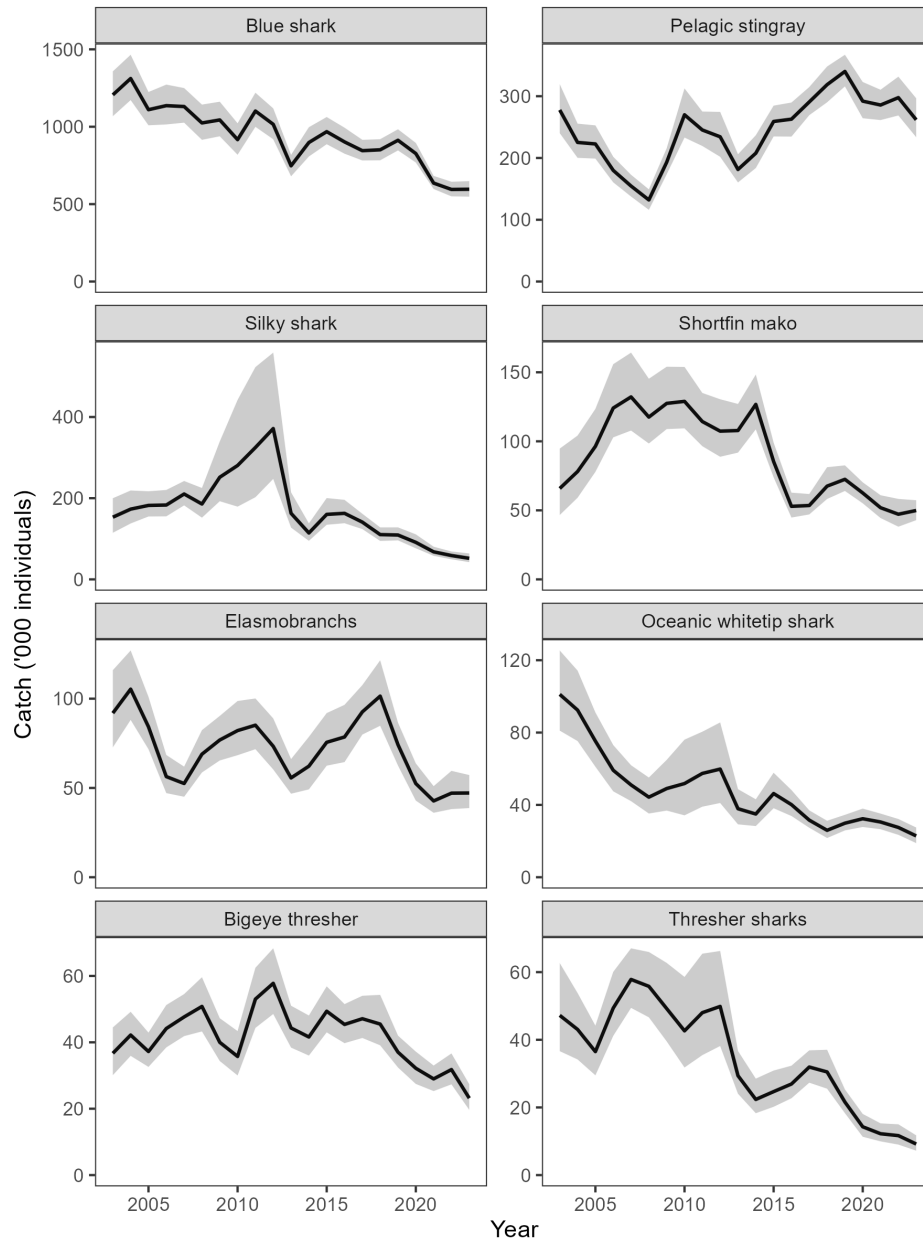 Blue shark
Pelagic stingray
1500
1000
500
0
300
200
100
0
Silky shark
Shortfin mako
400
200
0
150
100
50
0
Elasmobranchs
Oceanic whitetip shark
100
50
0
120
80
40
0
Bigeye thresher
Thresher sharks
60
40
20
0
60
40
20
0
2005 2010 2015 2020
2005 2010 2015 2020
Catch ('000 individuals)
Year